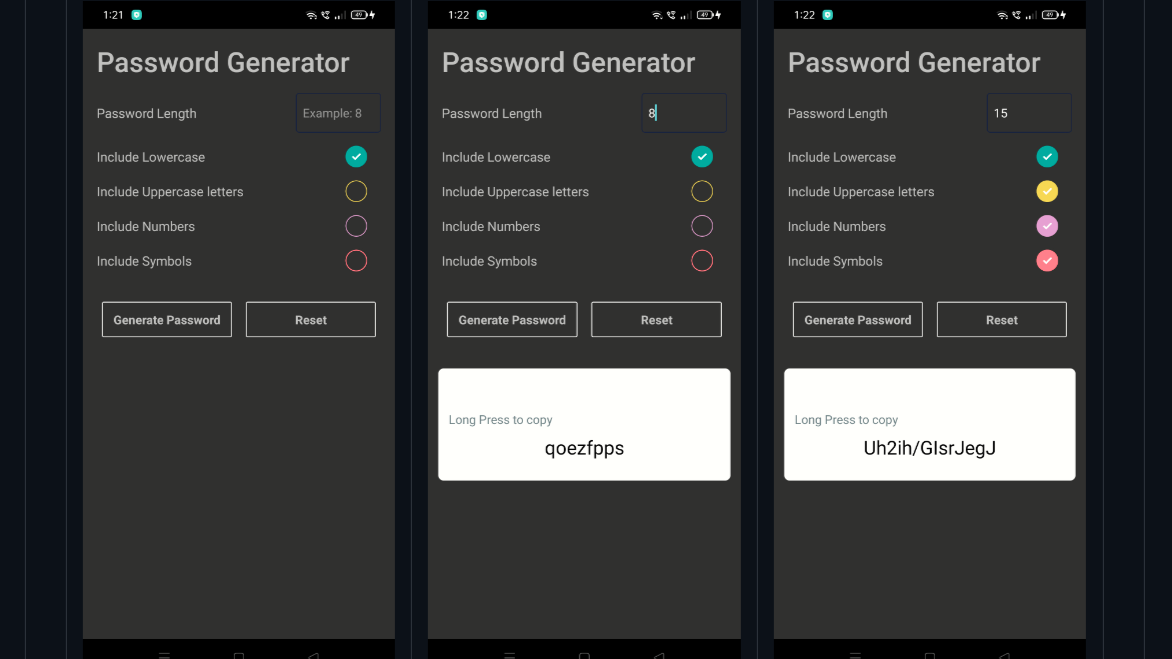 1:21
49
Password Generator
Password Length
Example: 8
Include Lowercase
Include Uppercase letters
Include Numbers
Include Symbols
Generate Password
Reset
1:22
49
Password Generator
Password Length
8
Include Lowercase
Include Uppercase letters
Include Numbers
Include Symbols
Generate Password
Reset
Long Press to copy
qoezfpps
1:22
49
Password Generator
Password Length
15
Include Lowercase
Include Uppercase letters
Include Numbers
Include Symbols
Generate Password
Reset
Long Press to copy
Uh2ih/GIsrJegJ